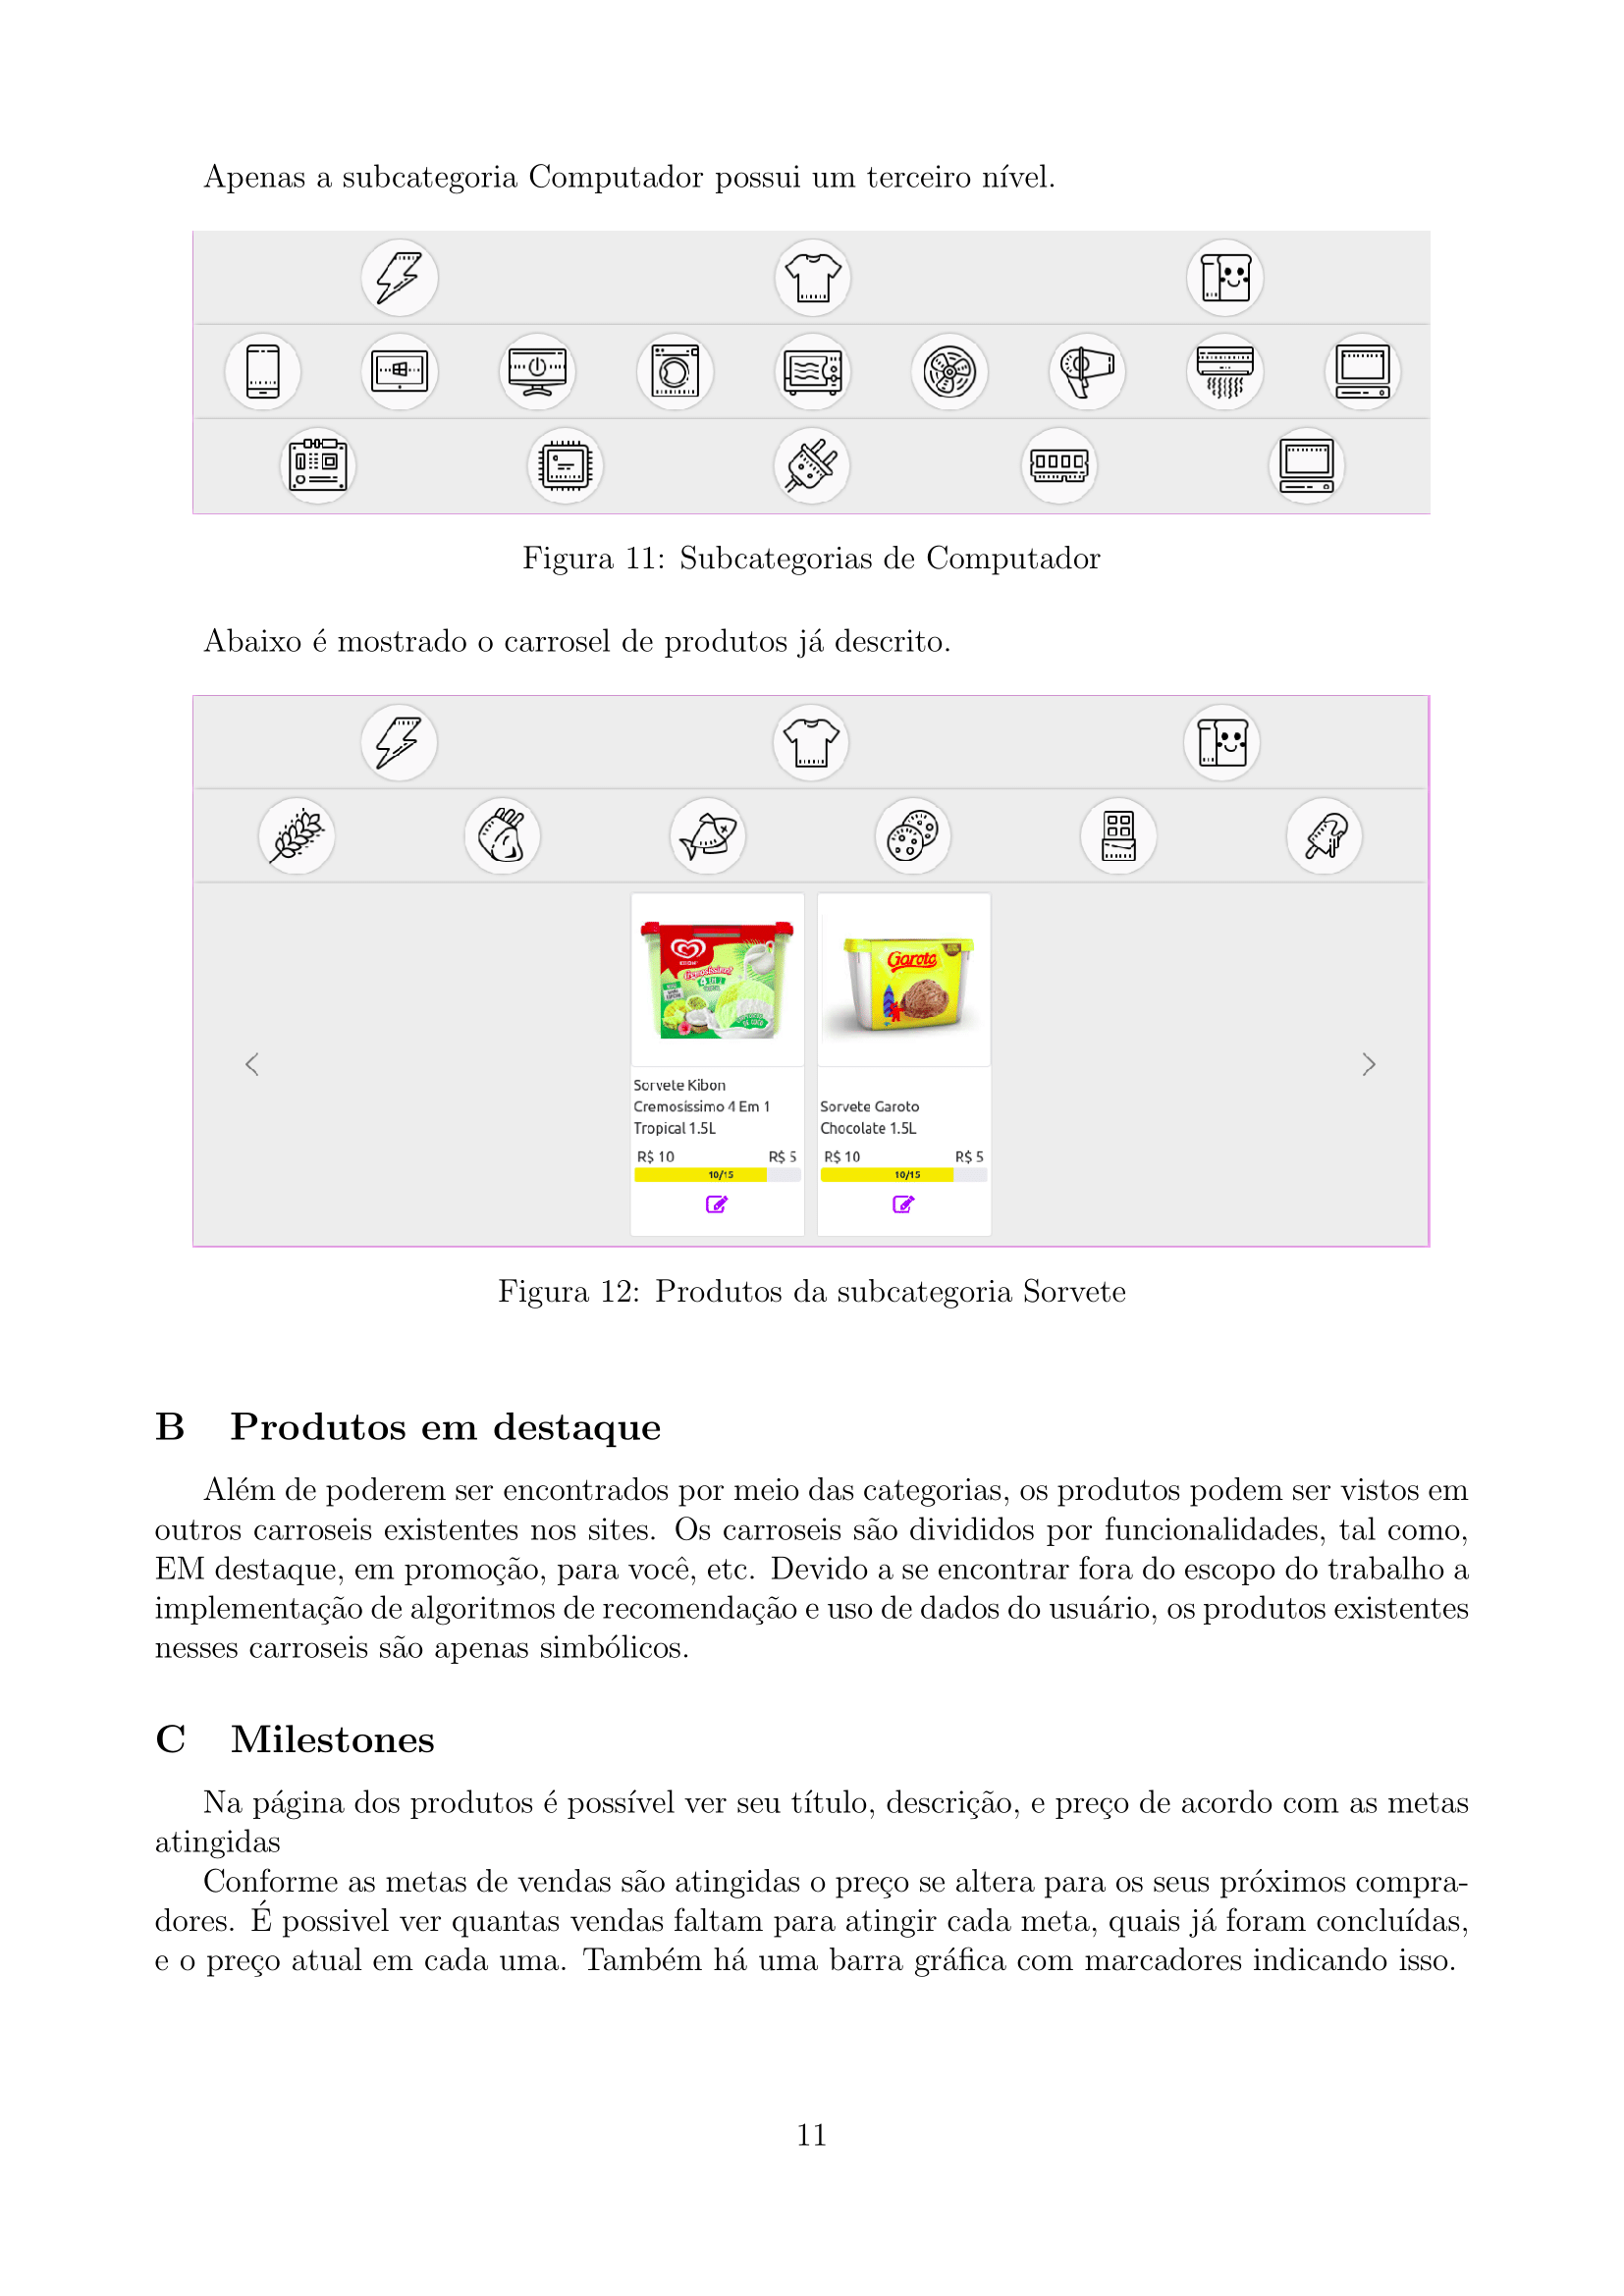 Apenas a subcategoria Computador possui um terceiro nível.
Figura 11: Subcategorias de Computador
Abaixo é mostrado o carrosel de produtos já descrito.
Garoto
Sorvete Kibon
Cremosissimo 4 Em 1
Tropical 1.5L
R$ 10 R$ 5
10/15
Sorvete Garoto
Chocolate 1.5L
R$ 10 R$ 5
10/15
Figura 12: Produtos da subcategoria Sorvete
B Produtos em destaque
Além de poderem ser encontrados por meio das categorias, os produtos podem ser vistos em
outros carroseis existentes nos sites. Os carroseis são divididos por funcionalidades, tal como,
EM destaque, em promoção, para você, etc. Devido a se encontrar fora do escopo do trabalho a
implementação de algoritmos de recomendação e uso de dados do usuário, os produtos existentes
nesses carroseis são apenas simbólicos.
C Milestones
Na página dos produtos é possível ver seu título, descrição, e preço de acordo com as metas
atingidas
Conforme as metas de vendas são atingidas o preço se altera para os seus próximos compra-
dores. É possivel ver quantas vendas faltam para atingir cada meta, quais já foram concluídas,
e o preço atual em cada uma. Também há uma barra gráfica com marcadores indicando isso.
11